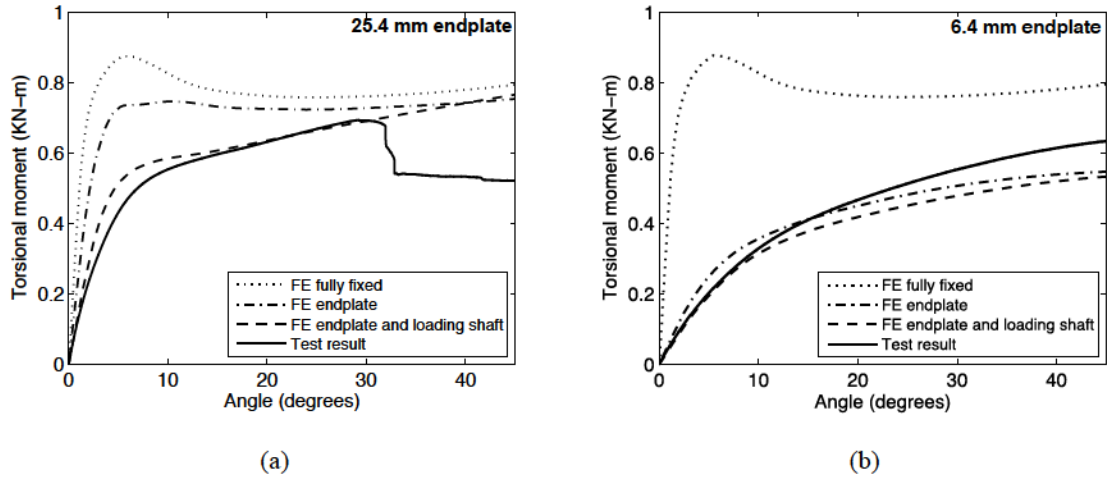 25.4 mm endplate
Torsional moment (KN-m)
1
0.8
0.6
0.4
0.2
0
0 10 20 30 40
Angle (degrees)
FE fully fixed
FE endplate
FE endplate and loading shaft
Test result
(a)
6.4 mm endplate
Torsional moment (KN-m)
1
0.8
0.6
0.4
0.2
0
0 10 20 30 40
Angle (degrees)
FE fully fixed
FE endplate
FE endplate and loading shaft
Test result
(b)